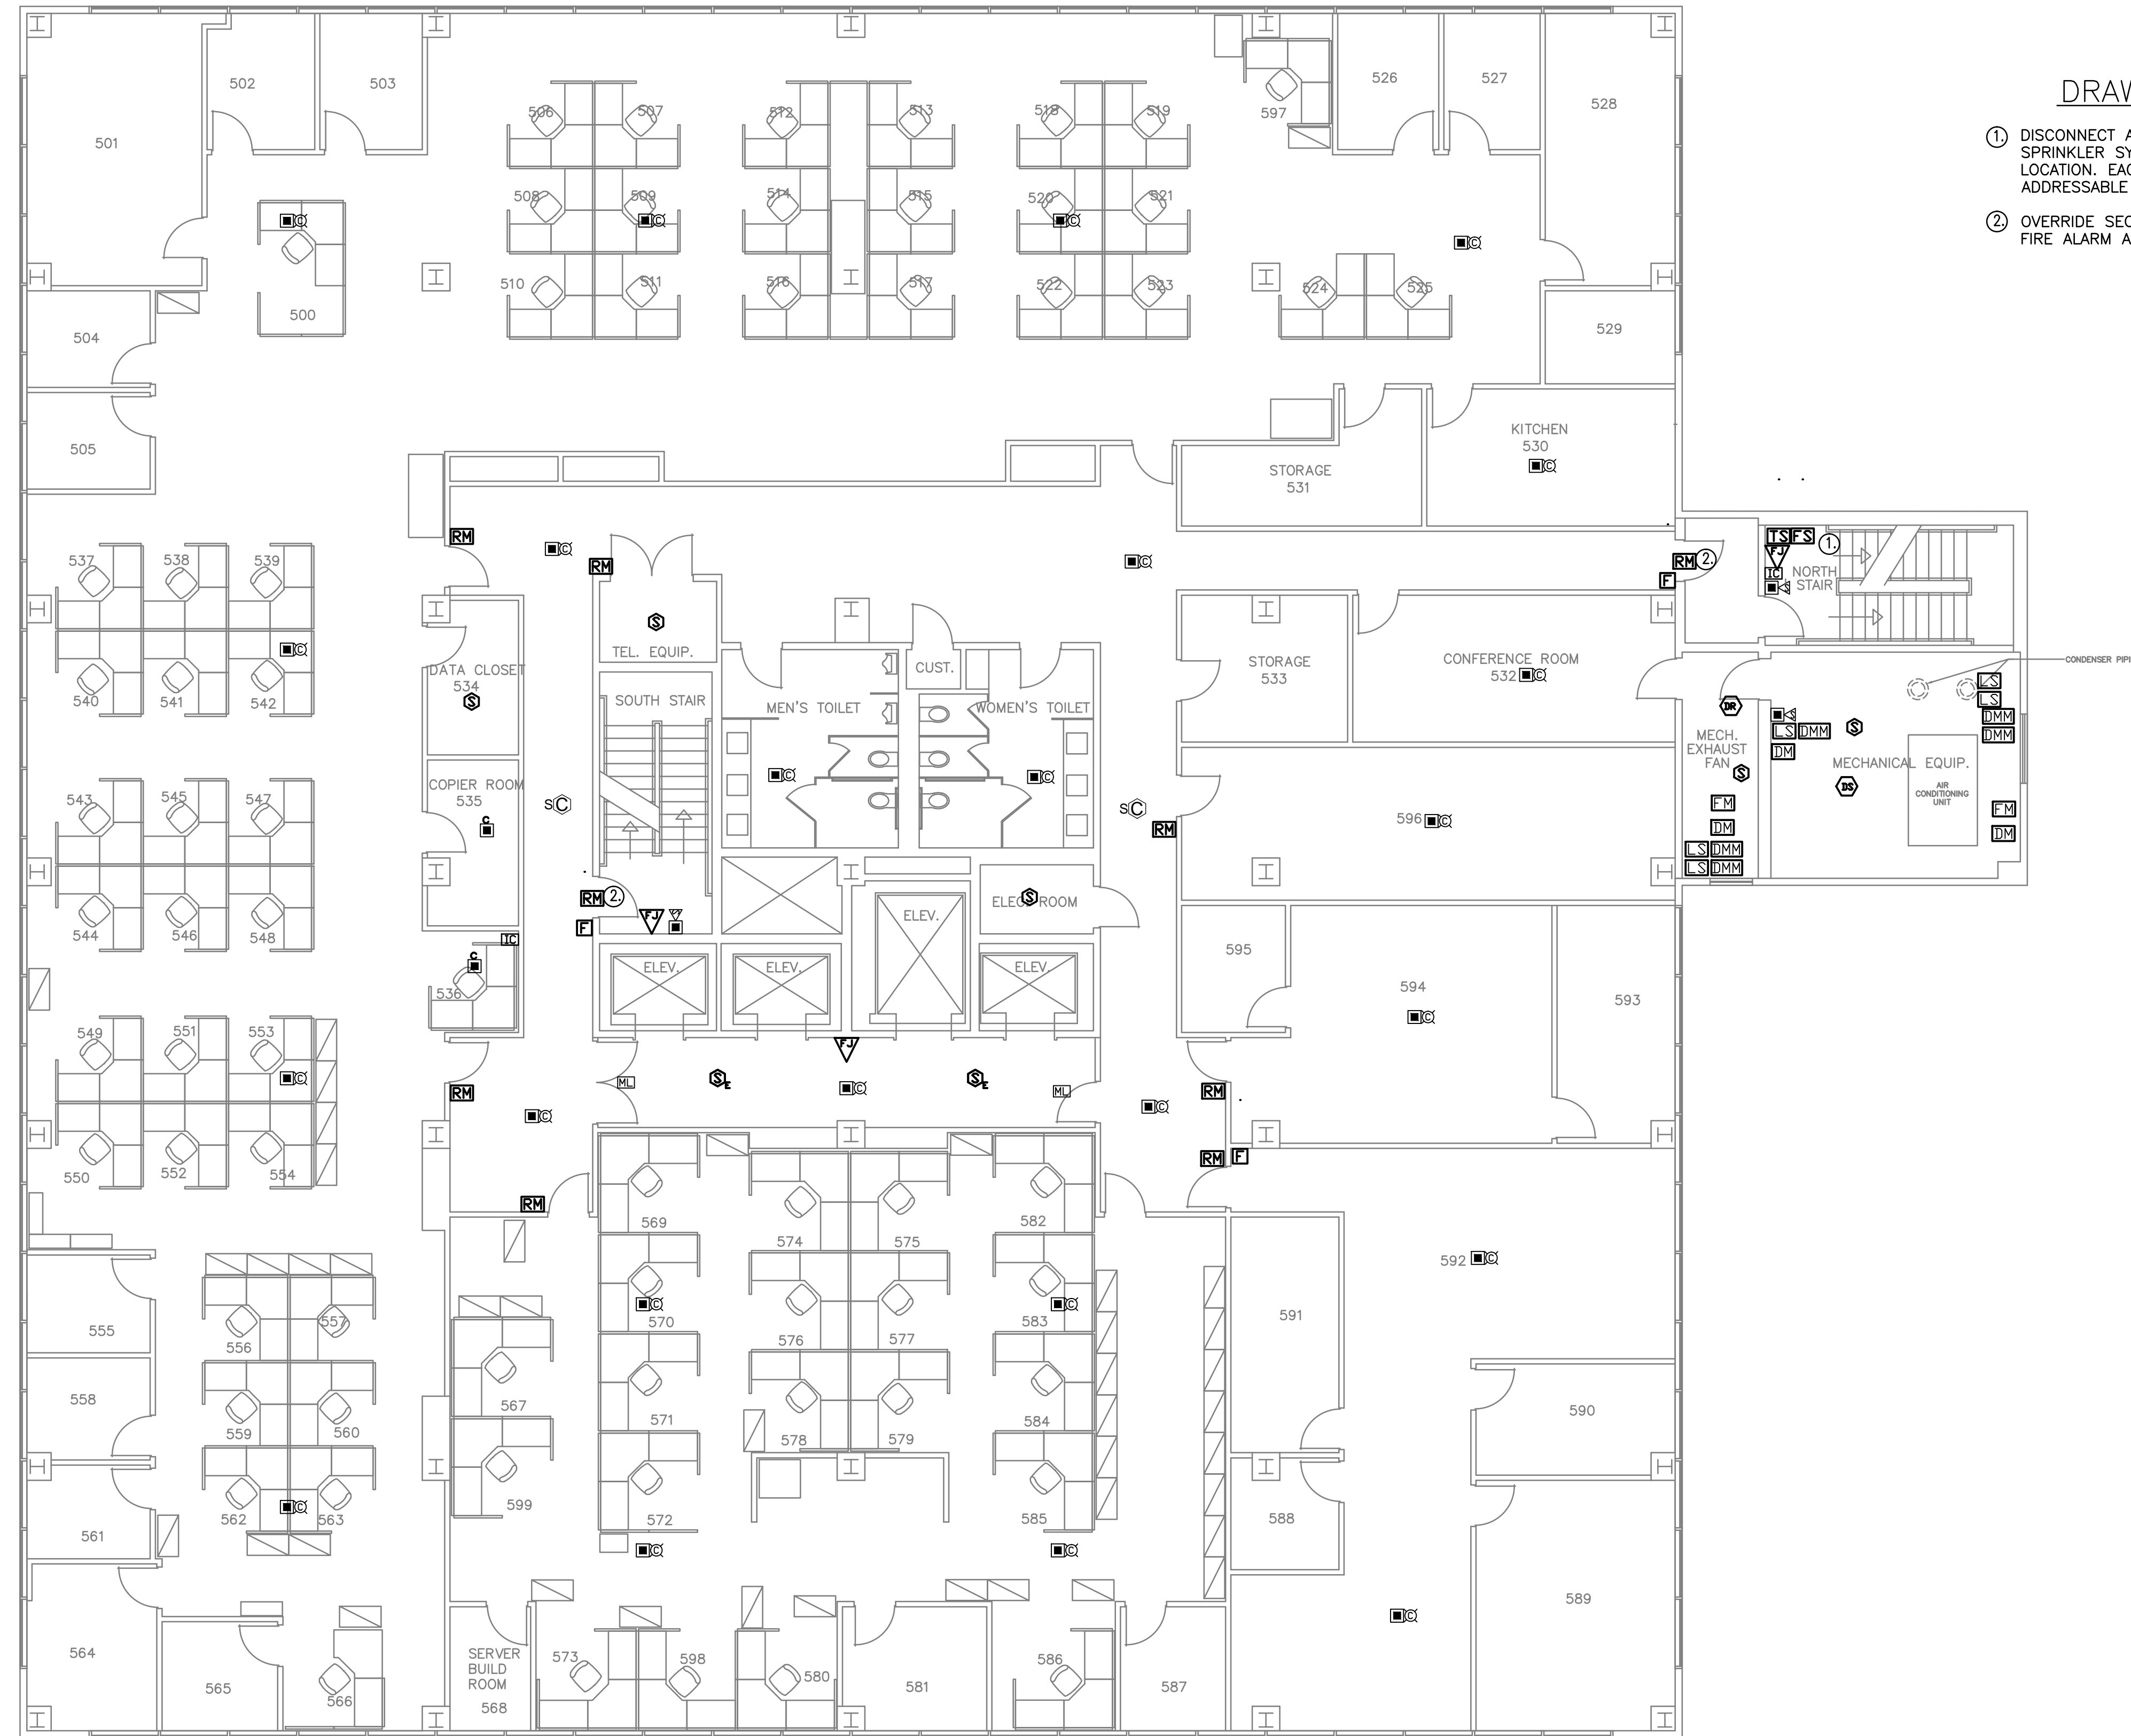 DRAW
1. DISCONNECT A
SPRINKLER SY
LOCATION. EAC
ADDRESSABLE
2. OVERRIDE SEC
FIRE ALARM A
501
502
503
506
507
512
513
518
519
597
526
527
528
500
508
509
514
515
520
521
510
511
516
517
522
523
524
525
529
504
505
KITCHEN
530
STORAGE
531
RM
RM
TS FS
1.
FJ
IC
NORTH
STAIR
RM 2.
F
537
538
539
540
541
542
DATA CLOSET
534
S
TEL. EQUIP.
S
SOUTH STAIR
MEN'S TOILET
CUST.
WOMEN'S TOILET
STORAGE
533
CONFERENCE ROOM
532
CONDENSER PIPI
LS
LS
DMM
DMM
DR
MECH.
EXHAUST
FAN
S
LS DMM
DM
S
MECHANICAL EQUIP.
DS
AIR
CONDITIONING
UNIT
FM
DM
FM
DM
LS DMM
LS DMM
543
545
547
544
546
548
COPIER ROOM
535
C
SC
SC
RM
596
RM 2.
F
FJ
ELEC ROOM
S
ELEV.
ELEV.
ELEV.
ELEV.
IC
C
536
595
594
593
549
551
553
550
552
554
RM
ML
S E
FJ
S E
ML
RM
RM F
RM
555
558
561
564
565
566
556
557
559
560
562
563
567
599
569
570
571
572
574
575
576
577
578
579
582
583
584
585
592
591
590
588
589
SERVER
BUILD
ROOM
568
573
598
580
581
586
587